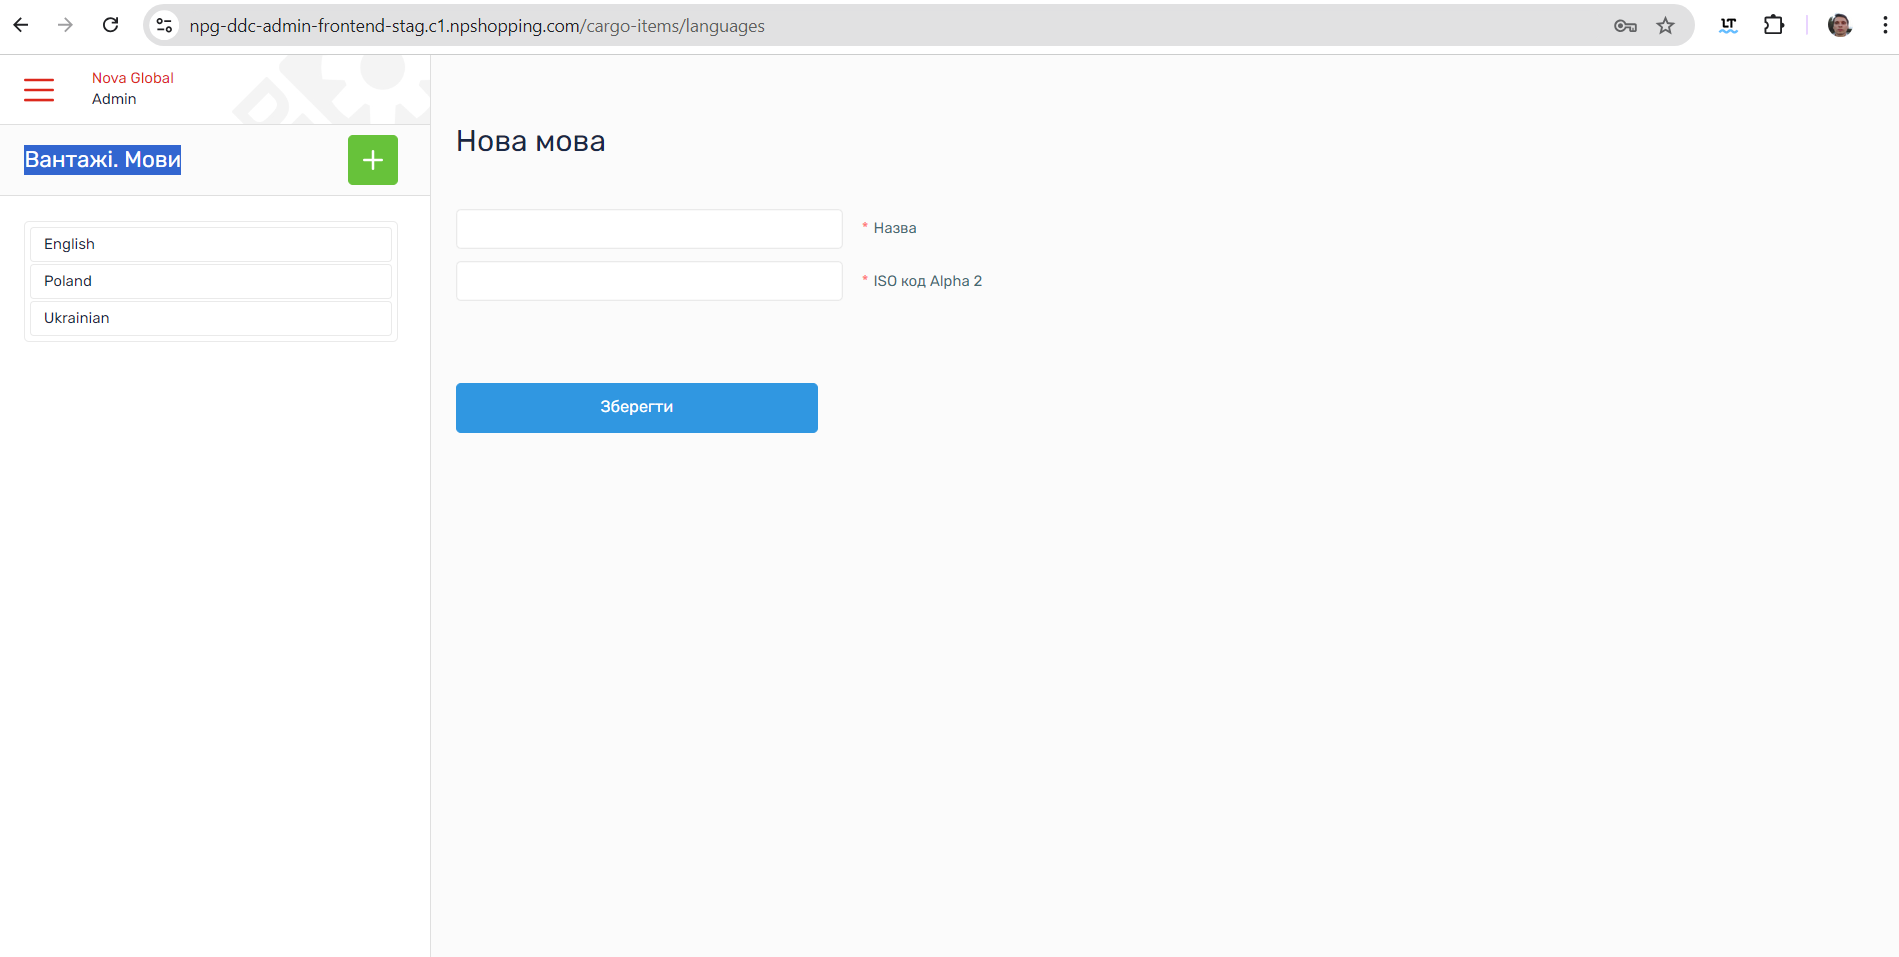 npg-ddc-admin-frontend-stag.c1.npshopping.com/cargo-items/languages
LT
Nova Global
Admin
Вантажі. Мови
English
Poland
Ukrainian
Нова мова
* Назва
* ISO код Alpha 2
Зберегти